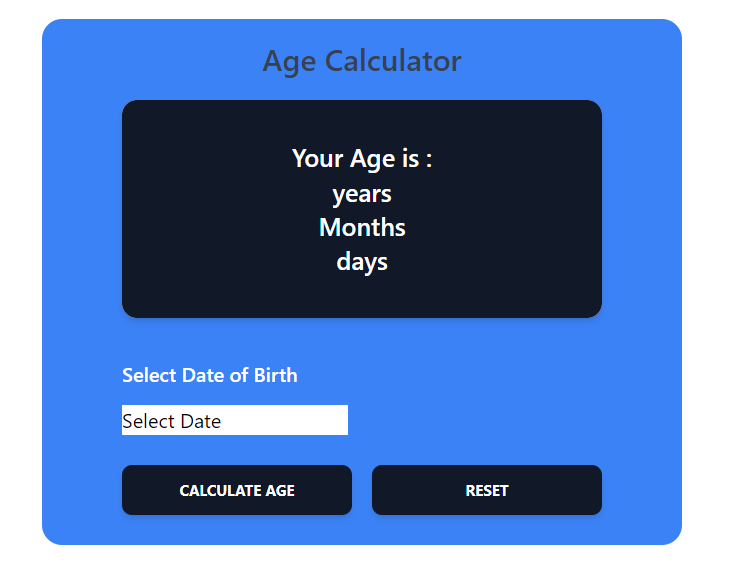 Age Calculator
Your Age is :
years
Months
days
Select Date of Birth
Select Date
CALCULATE AGE
RESET